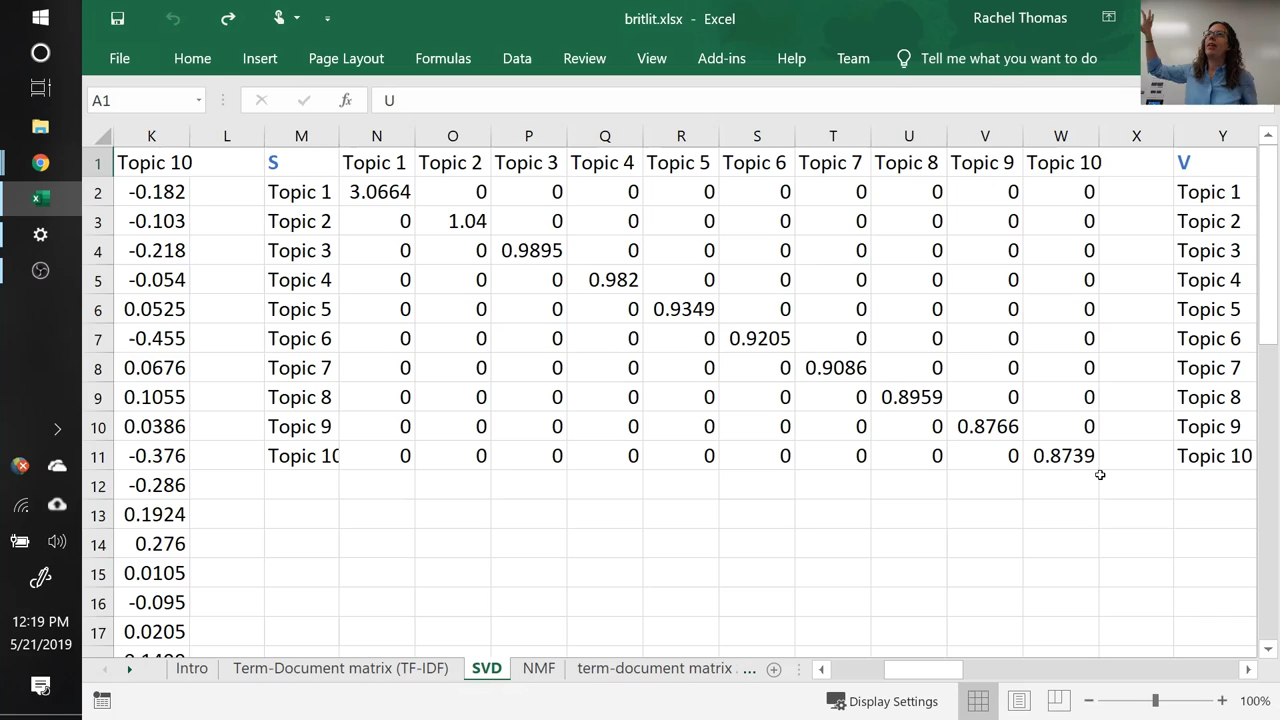 britlit.xlsx - Excel
Rachel Thomas
File Home Insert Page Layout Formulas Data Review View Add-ins Help Team Tell me what you want to do
A1 fx U
K L M N O P Q R S T U V W X Y
1 Topic 10 S Topic 1 Topic 2 Topic 3 Topic 4 Topic 5 Topic 6 Topic 7 Topic 8 Topic 9 Topic 10 V
2 -0.182 Topic 1 3.0664 0 0 0 0 0 0 0 0 0 Topic 1
3 -0.103 Topic 2 0 1.04 0 0 0 0 0 0 0 0 Topic 2
4 -0.218 Topic 3 0 0 0.9895 0 0 0 0 0 0 0 Topic 3
5 -0.054 Topic 4 0 0 0 0.982 0 0 0 0 0 0 Topic 4
6 0.0525 Topic 5 0 0 0 0 0.9349 0 0 0 0 0 Topic 5
7 -0.455 Topic 6 0 0 0 0 0 0.9205 0 0 0 0 Topic 6
8 0.0676 Topic 7 0 0 0 0 0 0 0.9086 0 0 0 Topic 7
9 0.1055 Topic 8 0 0 0 0 0 0 0 0.8959 0 0 Topic 8
10 0.0386 Topic 9 0 0 0 0 0 0 0 0 0.8766 0 Topic 9
11 -0.376 Topic 10 0 0 0 0 0 0 0 0 0 0.8739 Topic 10
12 -0.286
13 0.1924
14 0.276
15 0.0105
16 -0.095
17 0.0205
12:19 PM
5/21/2019
Intro Term-Document matrix (TF-IDF) SVD NMF term-document matrix ...
Display Settings 100%